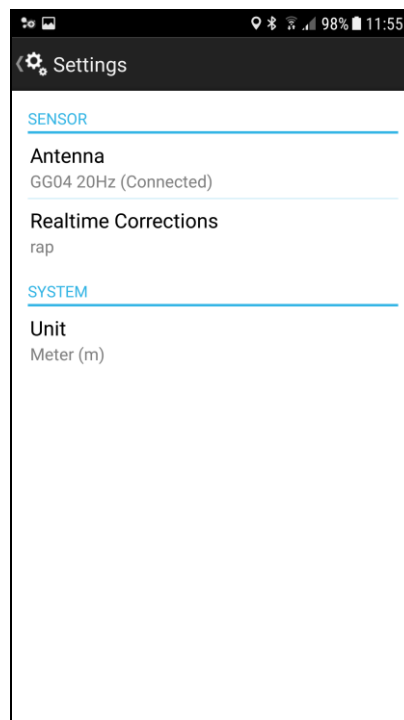 98% 11:55
Settings
SENSOR
Antenna
GG04 20Hz (Connected)
Realtime Corrections
rap
SYSTEM
Unit
Meter (m)